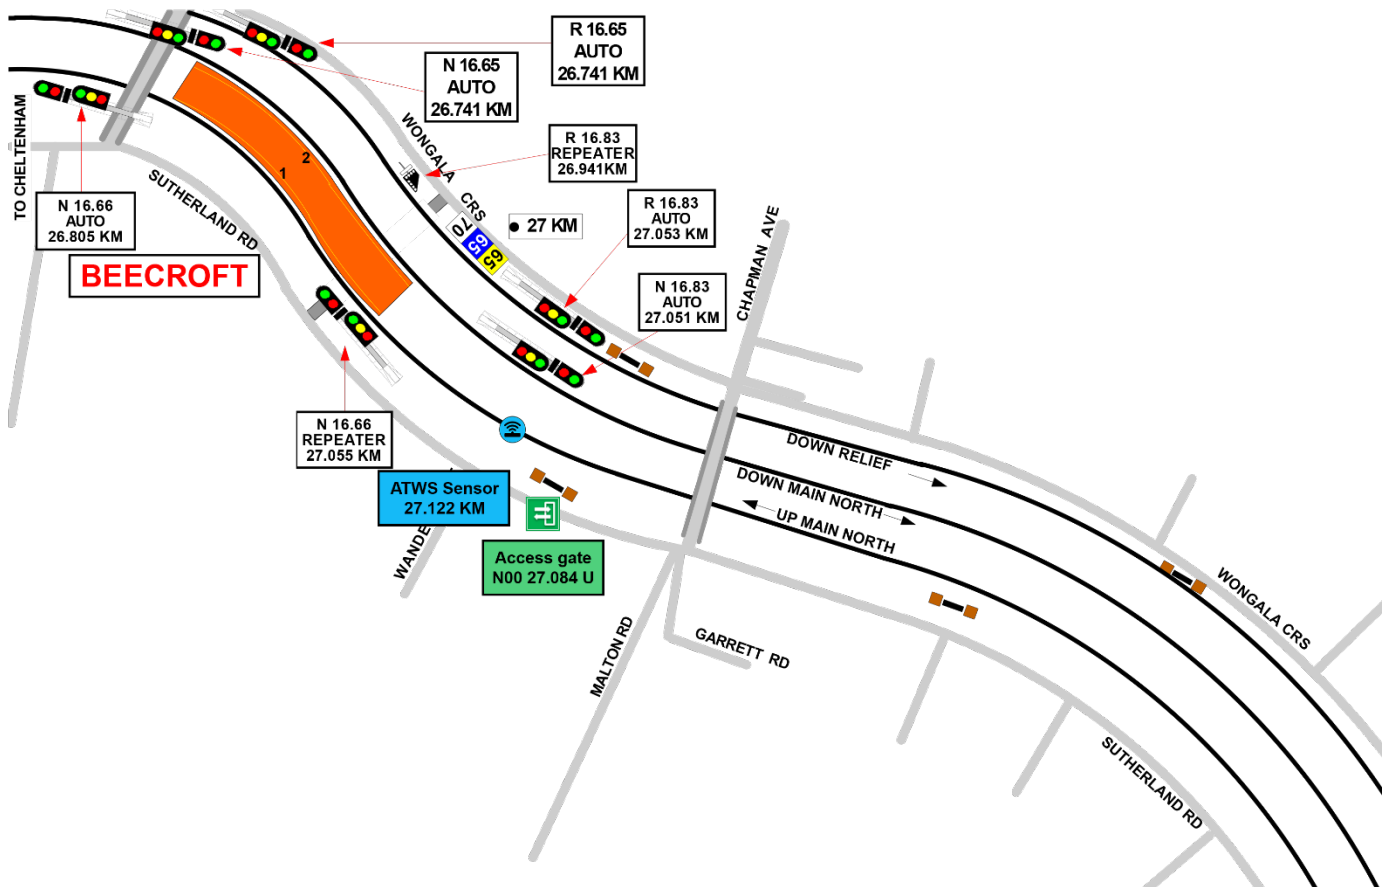 R 16.65
AUTO
26.741 KM
N 16.65
AUTO
26.741 KM
TO CHELTENHAM
N 16.66
AUTO
26.805 KM
BEECROFT
SUTHERLAND RD
1
2
WONGALA CRS
R 16.83
REPEATER
26.941KM
70
65
65
27 KM
R 16.83
AUTO
27.053 KM
N 16.83
AUTO
27.051 KM
CHAPMAN AVE
N 16.66
REPEATER
27.055 KM
ATWS Sensor
27.122 KM
Access gate
N00 27.084 U
DOWN RELIEF
DOWN MAIN NORTH
UP MAIN NORTH
MALTON RD
GARRETT RD
WONGALA CRS
SUTHERLAND RD